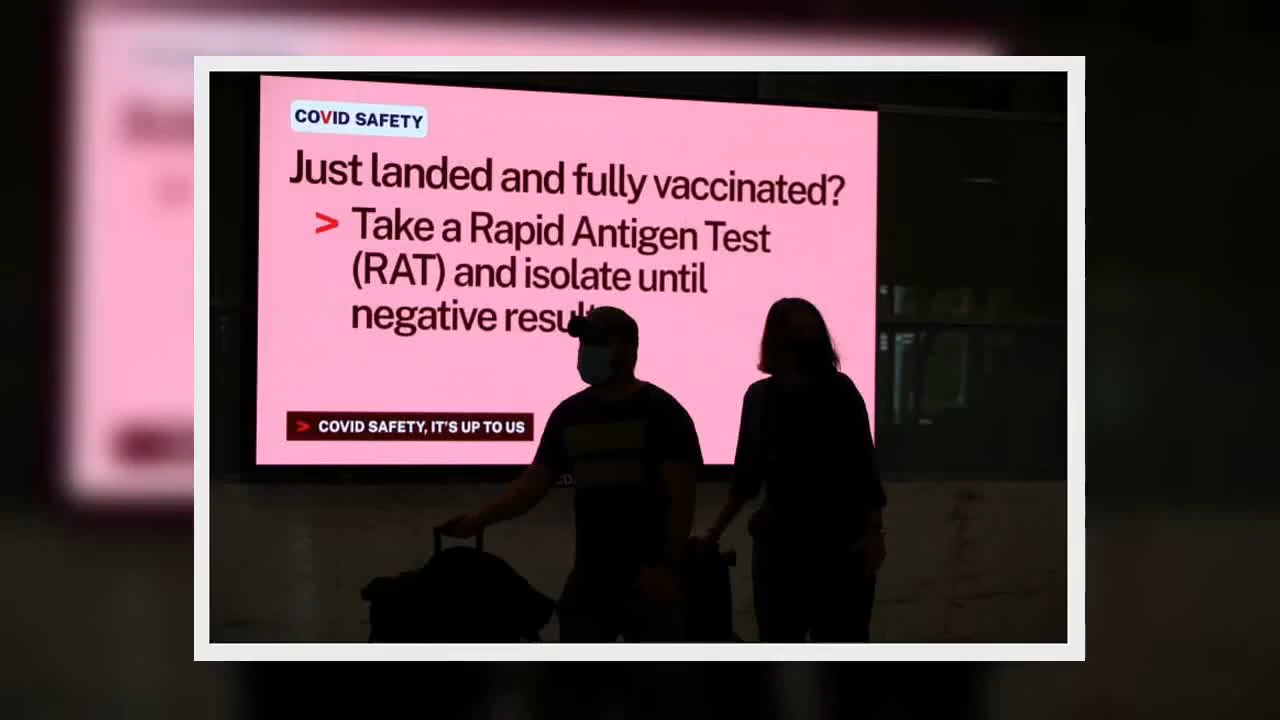 COVID SAFETY
Just landed and fully vaccinated?
> Take a Rapid Antigen Test
(RAT) and isolate until
negative result
> COVID SAFETY, IT'S UP TO US